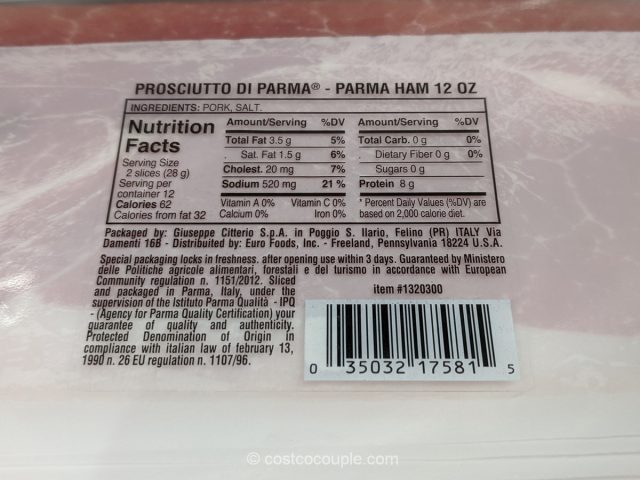 PROSCIUTTO DI PARMA® - PARMA HAM 12 OZ
INGREDIENTS: PORK, SALT.
Nutrition
Facts
Serving Size
2 slices (28 g)
Serving per
container 12
Calories 62
Calories from fat 32
Amount/Serving %DV
Total Fat 3.5 g 5%
Sat. Fat 1.5 g 6%
Cholest. 20 mg 7%
Sodium 520 mg 21 %
Vitamin A 0% Vitamin C 0%
Calcium 0% Iron 0%
Amount/Serving %DV
Total Carb. 0 g 0%
Dietary Fiber 0 g 0%
Sugars 0 g
Protein 8 g
* Percent Daily Values (%DV) are
based on 2,000 calorie diet.
Packaged by: Giuseppe Citterio S.p.A. in Poggio S. Ilario, Felino (PR) ITALY Via
Damenti 16B - Distribuited by: Euro Foods, Inc. - Freeland, Pennsylvania 18224 U.S.A.
Special packaging locks in freshness. after opening use within 3 days. Guaranteed by Ministero
delle Politiche agricole alimentari, forestali e del turismo in accordance with European
Community regulation n. 1151/2012. Sliced
and packaged in Parma, Italy, under the
supervision of the Istituto Parma Qualità - IPQ
- (Agency for Parma Quality Certification) your
guarantee of quality and authenticity.
Protected Denomination of Origin in
compliance with italian law of february 13,
1990 n. 26 EU regulation n. 1107/96.
item #1320300
0 35032 17581 5
© costcocouple.com